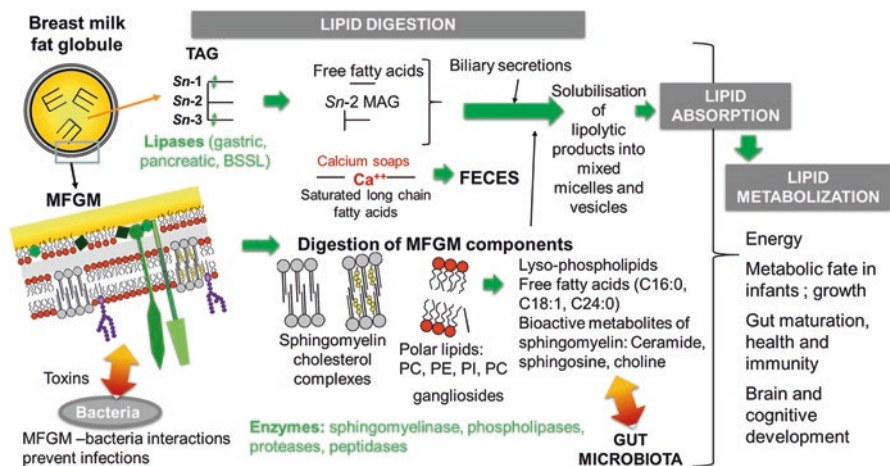 Breast milk
fat globule
LIPID DIGESTION
TAG
Sn-1
Sn-2
Sn-3
Lipases (gastric,
pancreatic, BSSL)
Free fatty acids
Sn-2 MAG
Biliary secretions
Solubilisation
of
lipolytic
products into
mixed
micelles and
vesicles
LIPID
ABSORPTION
Calcium soaps
Ca++
Saturated long chain
fatty acids
FECES
LIPID
METABOLIZATION
MFGM
Digestion of MFGM components
Sphingomyelin
cholesterol
complexes
Polar lipids:
PC, PE, PI, PC
gangliosides
Lyso-phospholipids
Free fatty acids (C16:0,
C18:1, C24:0)
Bioactive metabolites of
sphingomyelin: Ceramide,
sphingosine, choline
Energy
Metabolic fate in
infants ; growth
Gut maturation,
health and
immunity
Brain and
cognitive
development
Toxins
Bacteria
MFGM –bacteria interactions
prevent infections
Enzymes: sphingomyelinase, phospholipases,
proteases, peptidases
GUT
MICROBIOTA